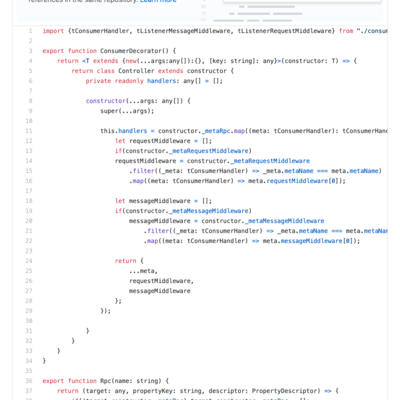 references in the same repository. Learn more
1 import {tConsumerHandler, tListenerMessageMiddleware, tListenerRequestMiddleware} from "./consu
2
3 export function ConsumerDecorator() {
4 return <T extends {new(...args:any[]):{}, [key: string]: any}>(constructor: T) => {
5 return class Controller extends constructor {
6 private readonly handlers: any[] = [];
7
8 constructor(...args: any[]) {
9 super(...args);
10
11 this.handlers = constructor._metaRpc.map((meta: tConsumerHandler): tConsumerHand
12 let requestMiddleware = [];
13 if(constructor._metaRequestMiddleware)
14 requestMiddleware = constructor._metaRequestMiddleware
15 .filter((_meta: tConsumerHandler) => _meta.metaName === meta.metaName)
16 .map((meta: tConsumerHandler) => meta.requestMiddleware[0]);
17
18 let messageMiddleware = [];
19 if(constructor._metaMessageMiddleware)
20 messageMiddleware = constructor._metaMessageMiddleware
21 .filter((_meta: tConsumerHandler) => _meta.metaName === meta.metaNam
22 .map((meta: tConsumerHandler) => meta.messageMiddleware[0]);
23
24 return {
25 ...meta,
26 requestMiddleware,
27 messageMiddleware
28 };
29 });
30
31 }
32 }
33 }
34 }
35
36 export function Rpc(name: string) {
37 return (target: any, propertyKey: string, descriptor: PropertyDescriptor) => {